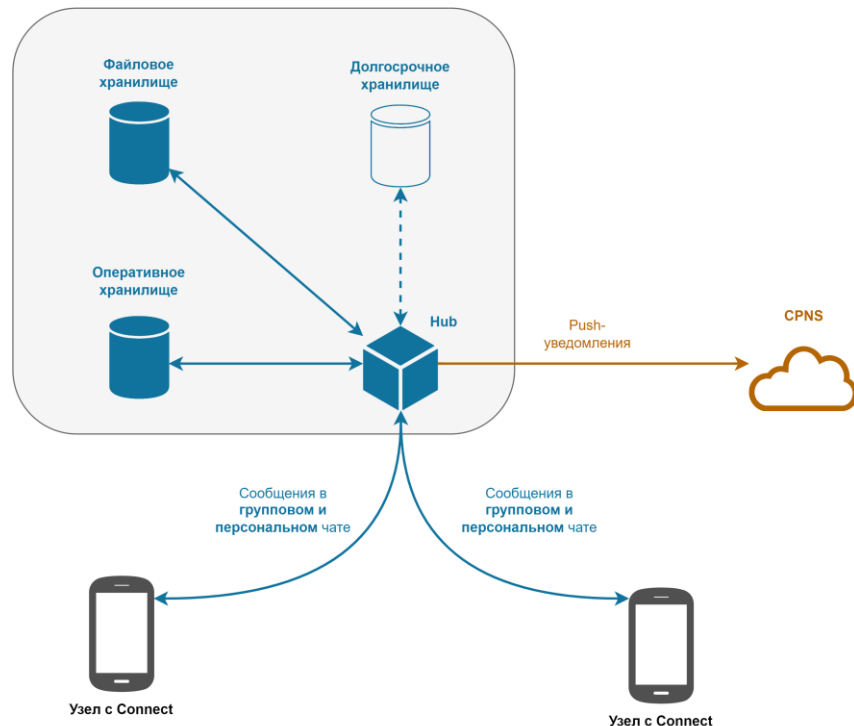 Файловое
хранилище
Долгосрочное
хранилище
Оперативное
хранилище
Hub
Push-
уведомления
CPNS
Сообщения в
групповом и
персональном чате
Сообщения в
групповом и
персональном чате
Узел с Connect
Узел с Connect